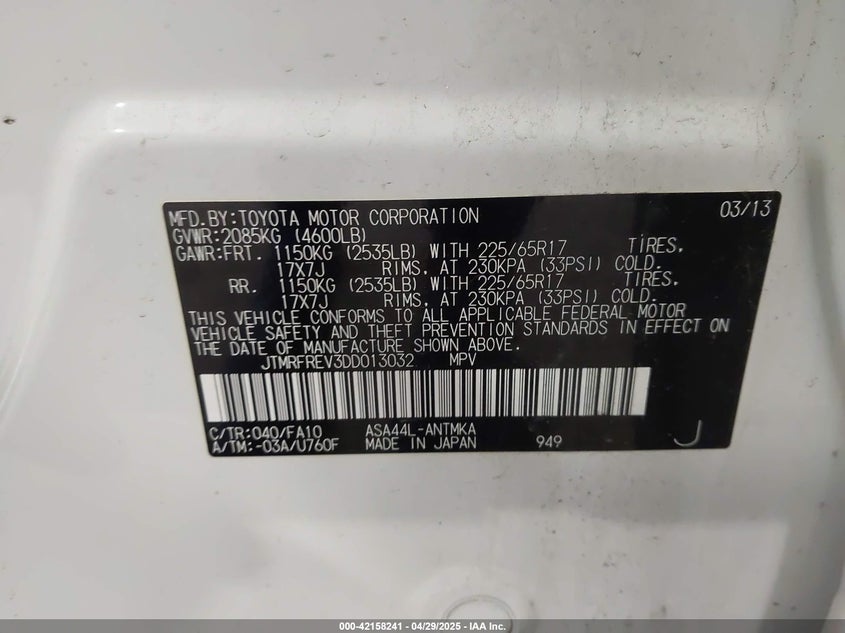 MFD.BY:TOYOTA MOTOR CORPORATION 03/13
GVWR:2085KG (4600LB)
GAWR:FRT. 1150KG (2535LB) WITH 225/65R17 TIRES,
17X7J RIMS, AT 230KPA (33PSI) COLD.
RR. 1150KG (2535LB) WITH 225/65R17 TIRES,
17X7J RIMS, AT 230KPA (33PSI) COLD.
THIS VEHICLE CONFORMS TO ALL APPLICABLE FEDERAL MOTOR
VEHICLE SAFETY AND THEFT PREVENTION STANDARDS IN EFFECT ON
THE DATE OF MANUFACTURE SHOWN ABOVE.
JTMRFREV3DD013032 MPV
C/TR:040/FA10 ASA44L-ANTMKA
A/TM:-03A/U760F MADE IN JAPAN 949 J
000-42158241 | 04/29/2025 - IAA Inc.